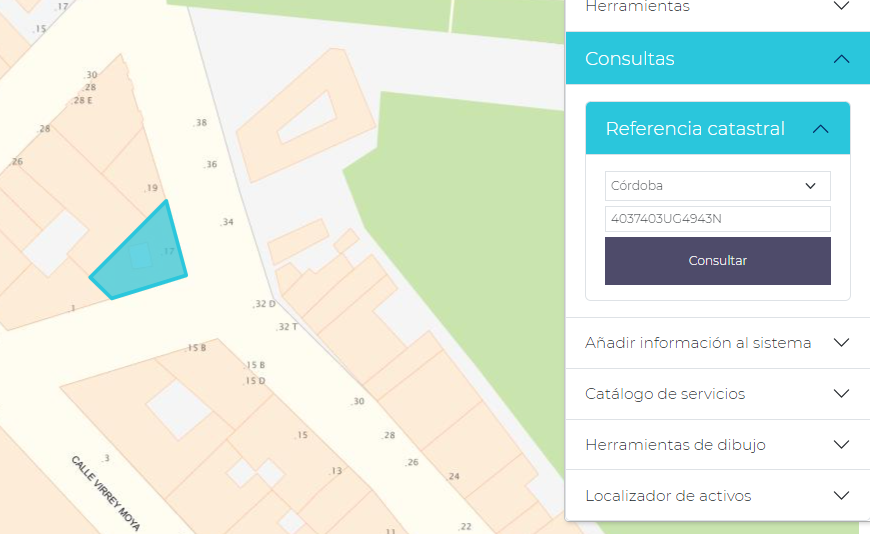 .17
.15
.30
.28
.28 E
.28
26
.38
.36
.19
.34
.17
.1
.32 D
.32 T
.15 B
.15 B
.15 D
.30
.15
.28
.3
.26
.13
.24
.11
.22
CALLE VIRREY MOYA
Herramientas
Consultas
Referencia catastral
Córdoba
4037403UG4943N
Consultar
Añadir información al sistema
Catálogo de servicios
Herramientas de dibujo
Localizador de activos